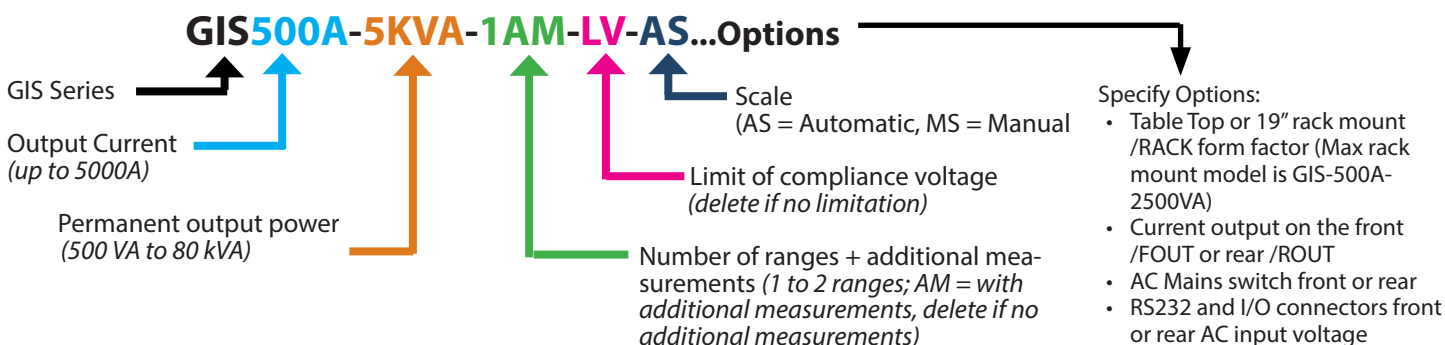 GIS500A-5KVA-1AM-LV-AS...Options
GIS Series
Output Current
(up to 5000A)
Permanent output power
(500 VA to 80 kVA)
Scale
(AS = Automatic, MS = Manual
Limit of compliance voltage
(delete if no limitation)
Number of ranges + additional mea-
surements (1 to 2 ranges; AM = with
additional measurements, delete if no
additional measurements)
Specify Options:
• Table Top or 19” rack mount
/RACK form factor (Max rack
mount model is GIS-500A-
2500VA)
• Current output on the front
/FOUT or rear /ROUT
• AC Mains switch front or rear
• RS232 and I/O connectors front
or rear AC input voltage